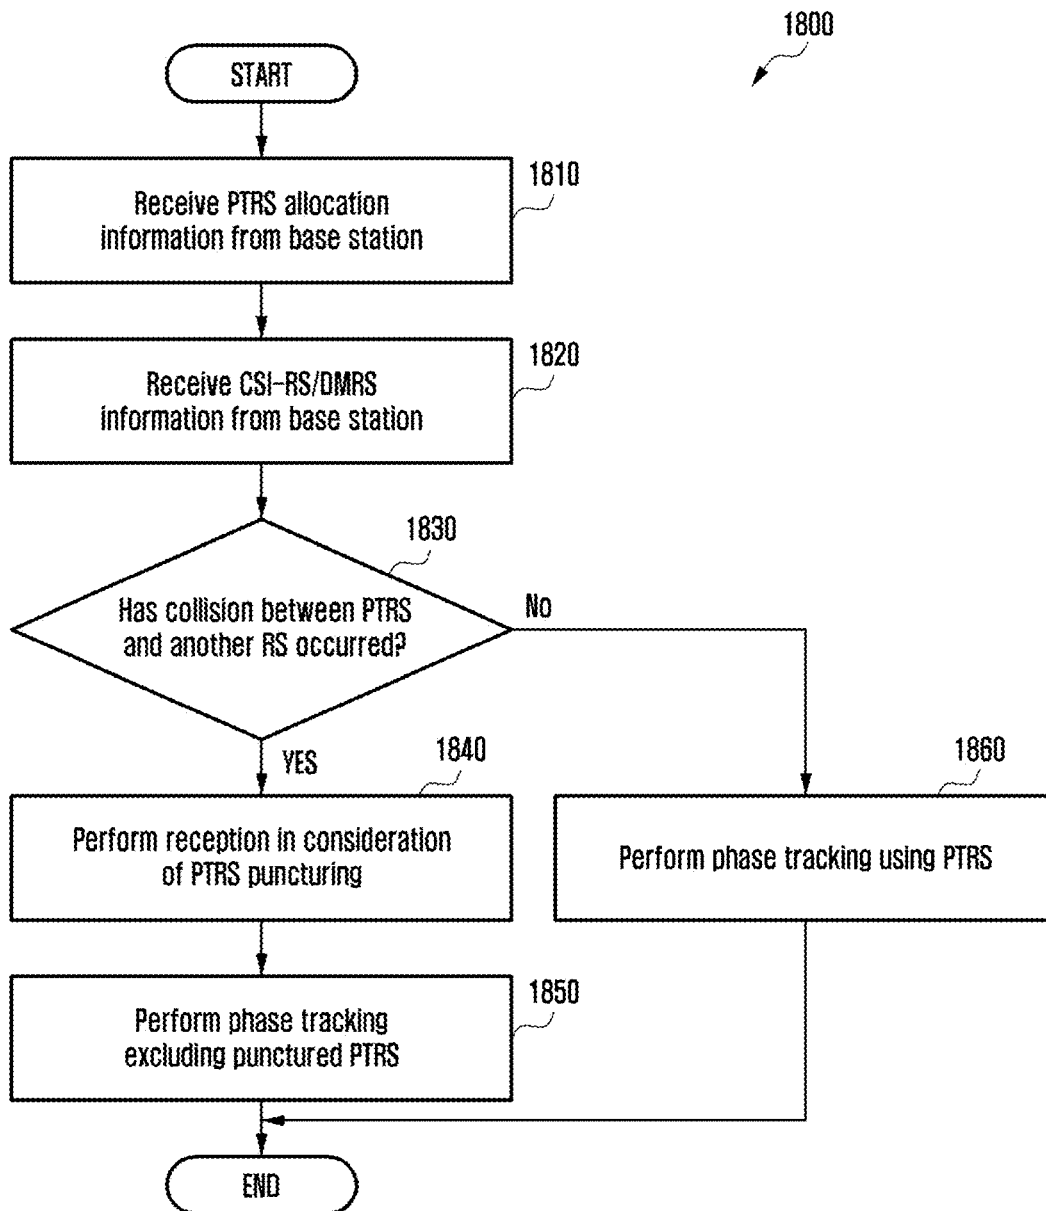 1800
START
1810
Receive PTRS allocation
information from base station
1820
Receive CSI-RS/DMRS
information from base station
1830
Has collision between PTRS
and another RS occurred?
No
YES
1840
Perform reception in consideration
of PTRS puncturing
1860
Perform phase tracking using PTRS
1850
Perform phase tracking
excluding punctured PTRS
END